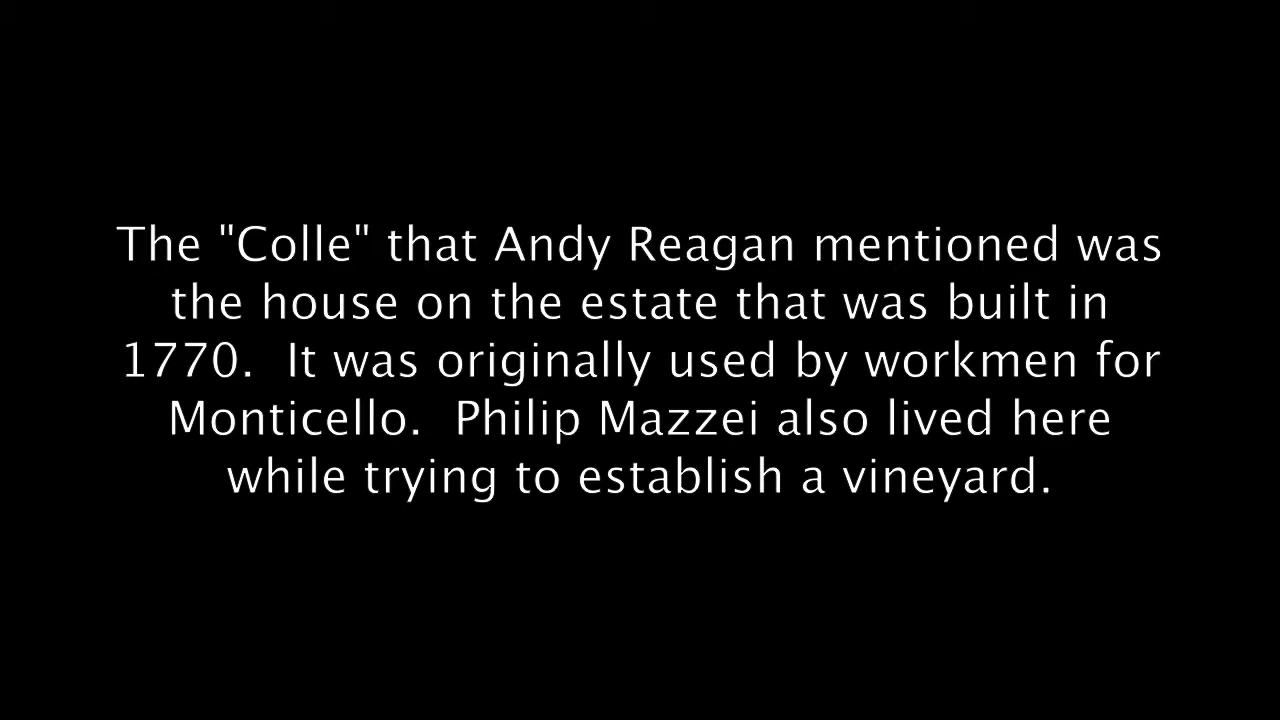 The "Colle" that Andy Reagan mentioned was
the house on the estate that was built in
1770.  It was originally used by workmen for
Monticello.  Philip Mazzei also lived here
while trying to establish a vineyard.